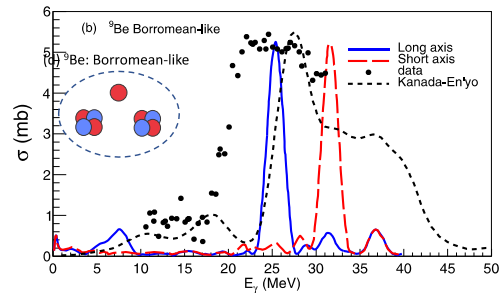 (b) ⁹Be Borromean-like
⁹Be: Borromean-like
Long axis
Short axis
data
Kanada-En'yo
σ (mb)
6
5
4
3
2
1
0
0 5 10 15 20 25 30 35 40 45 50
Eγ (MeV)